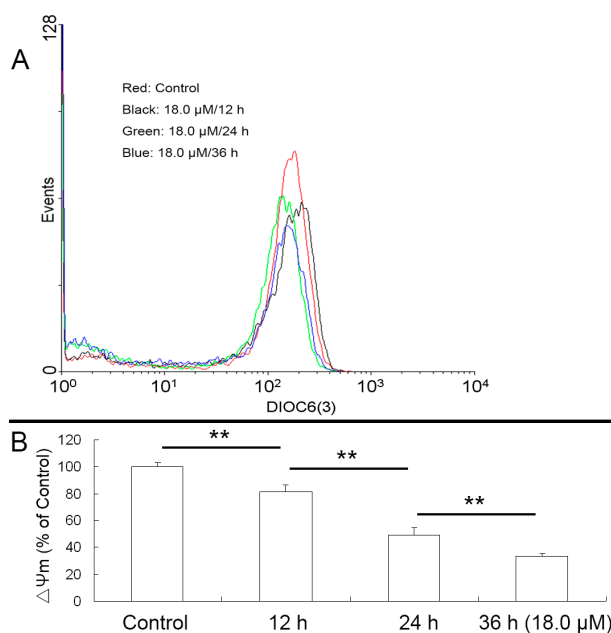 A
128
Red: Control
Black: 18.0 µM/12 h
Green: 18.0 µM/24 h
Blue: 18.0 µM/36 h
Events
0
10⁰ 10¹ 10² 10³ 10⁴
DIOC6(3)
B
120
100
80
60
40
20
0
△Ψm (% of Control)
** ** **
Control 12 h 24 h 36 h (18.0 µM)